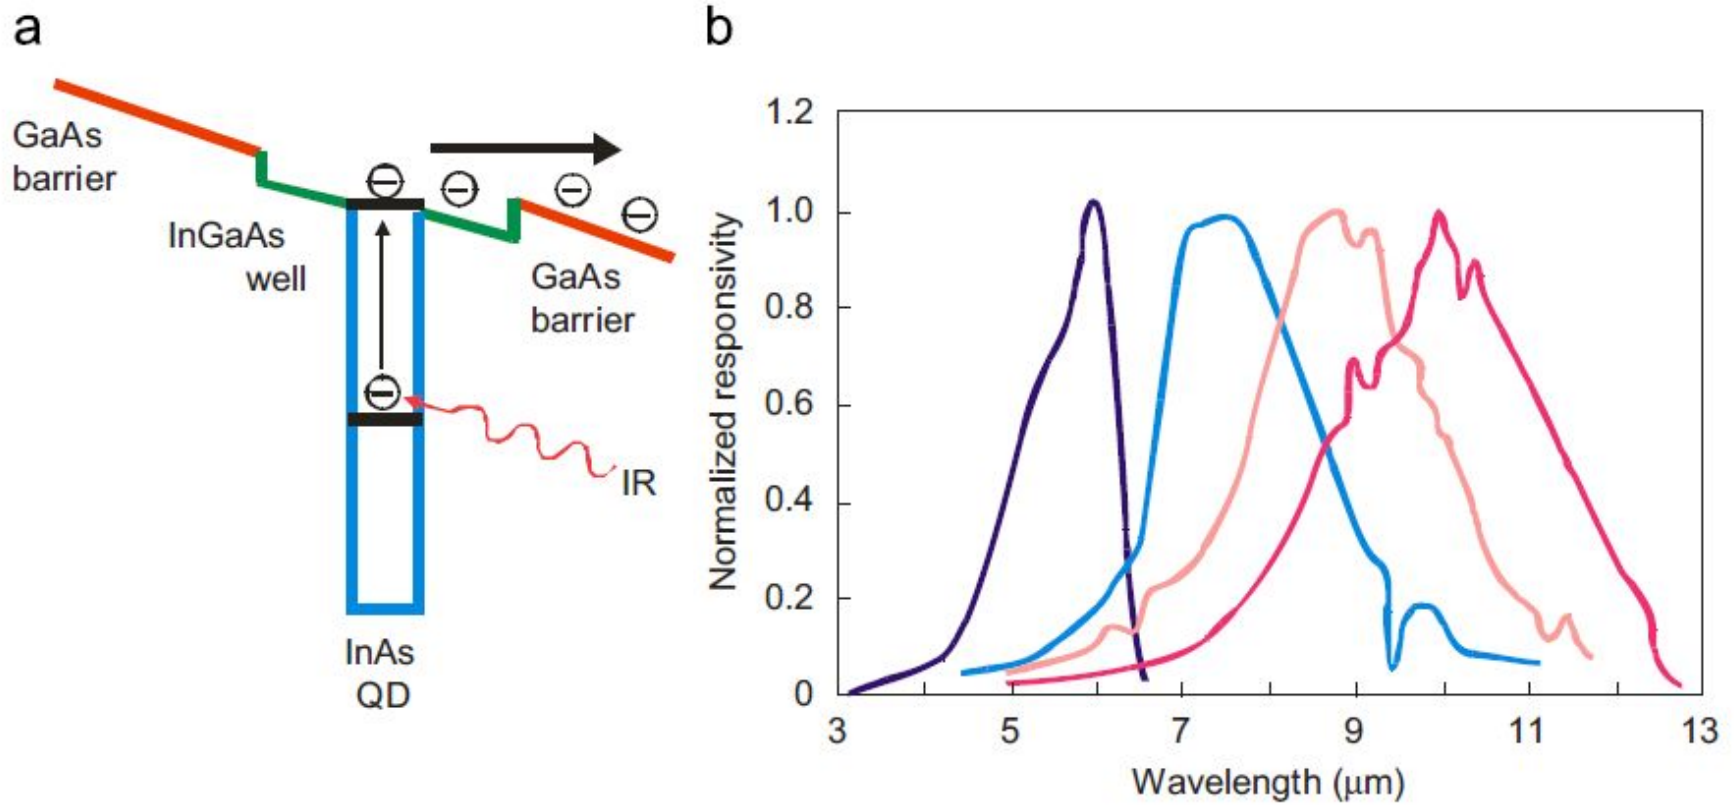 a
GaAs
barrier
InGaAs
well
GaAs
barrier
IR
InAs
QD
b
Normalized responsivity
1.2
1.0
0.8
0.6
0.4
0.2
0
3 5 7 9 11 13
Wavelength (μm)